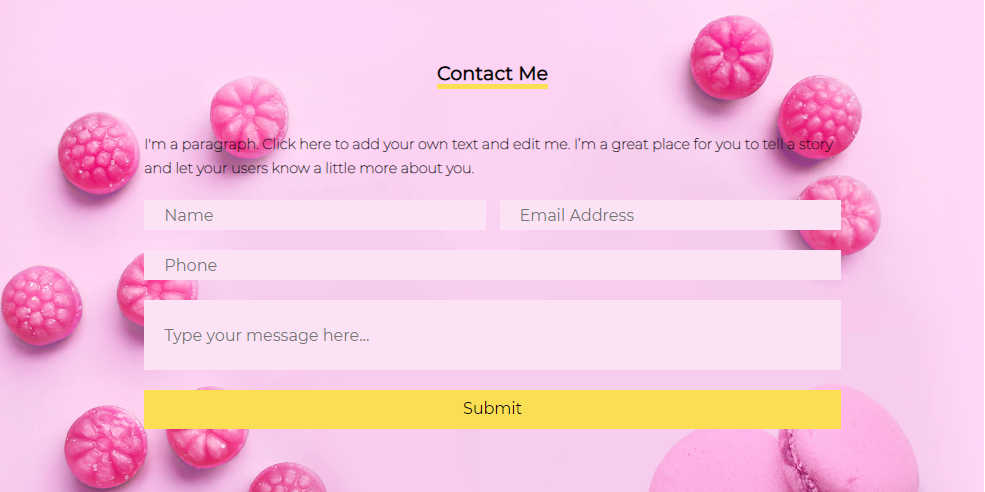 Contact Me
I'm a paragraph. Click here to add your own text and edit me. I’m a great place for you to tell a story
and let your users know a little more about you.
Name
Email Address
Phone
Type your message here...
Submit